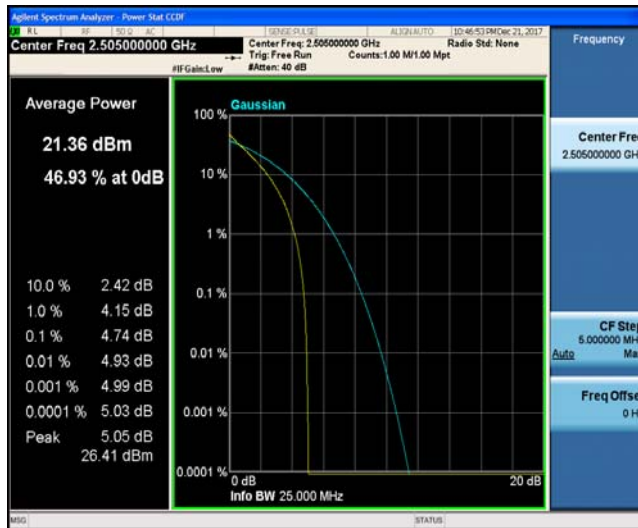 Agilent Spectrum Analyzer - Power Stat CCDF
RL RF 50 Ω AC SENSE:PULSE ALIGN AUTO 10:46:53 PM Dec 21, 2017
Center Freq 2.505000000 GHz
Center Freq: 2.505000000 GHz Radio Std: None
Trig: Free Run Counts:1.00 M/1.00 Mpt
#IFGain:Low #Atten: 40 dB
Frequency
Average Power
21.36 dBm
46.93 % at 0dB
10.0 % 2.42 dB
1.0 % 4.15 dB
0.1 % 4.74 dB
0.01 % 4.93 dB
0.001 % 4.99 dB
0.0001 % 5.03 dB
Peak 5.05 dB
26.41 dBm
Gaussian
100 %
10 %
1 %
0.1 %
0.01 %
0.001 %
0.0001 %
0 dB 20 dB
Info BW 25.000 MHz
Center Fre
2.505000000 GH
CF Ste
5.000000 MH
Auto Ma
Freq Offse
0 H
MSG STATUS